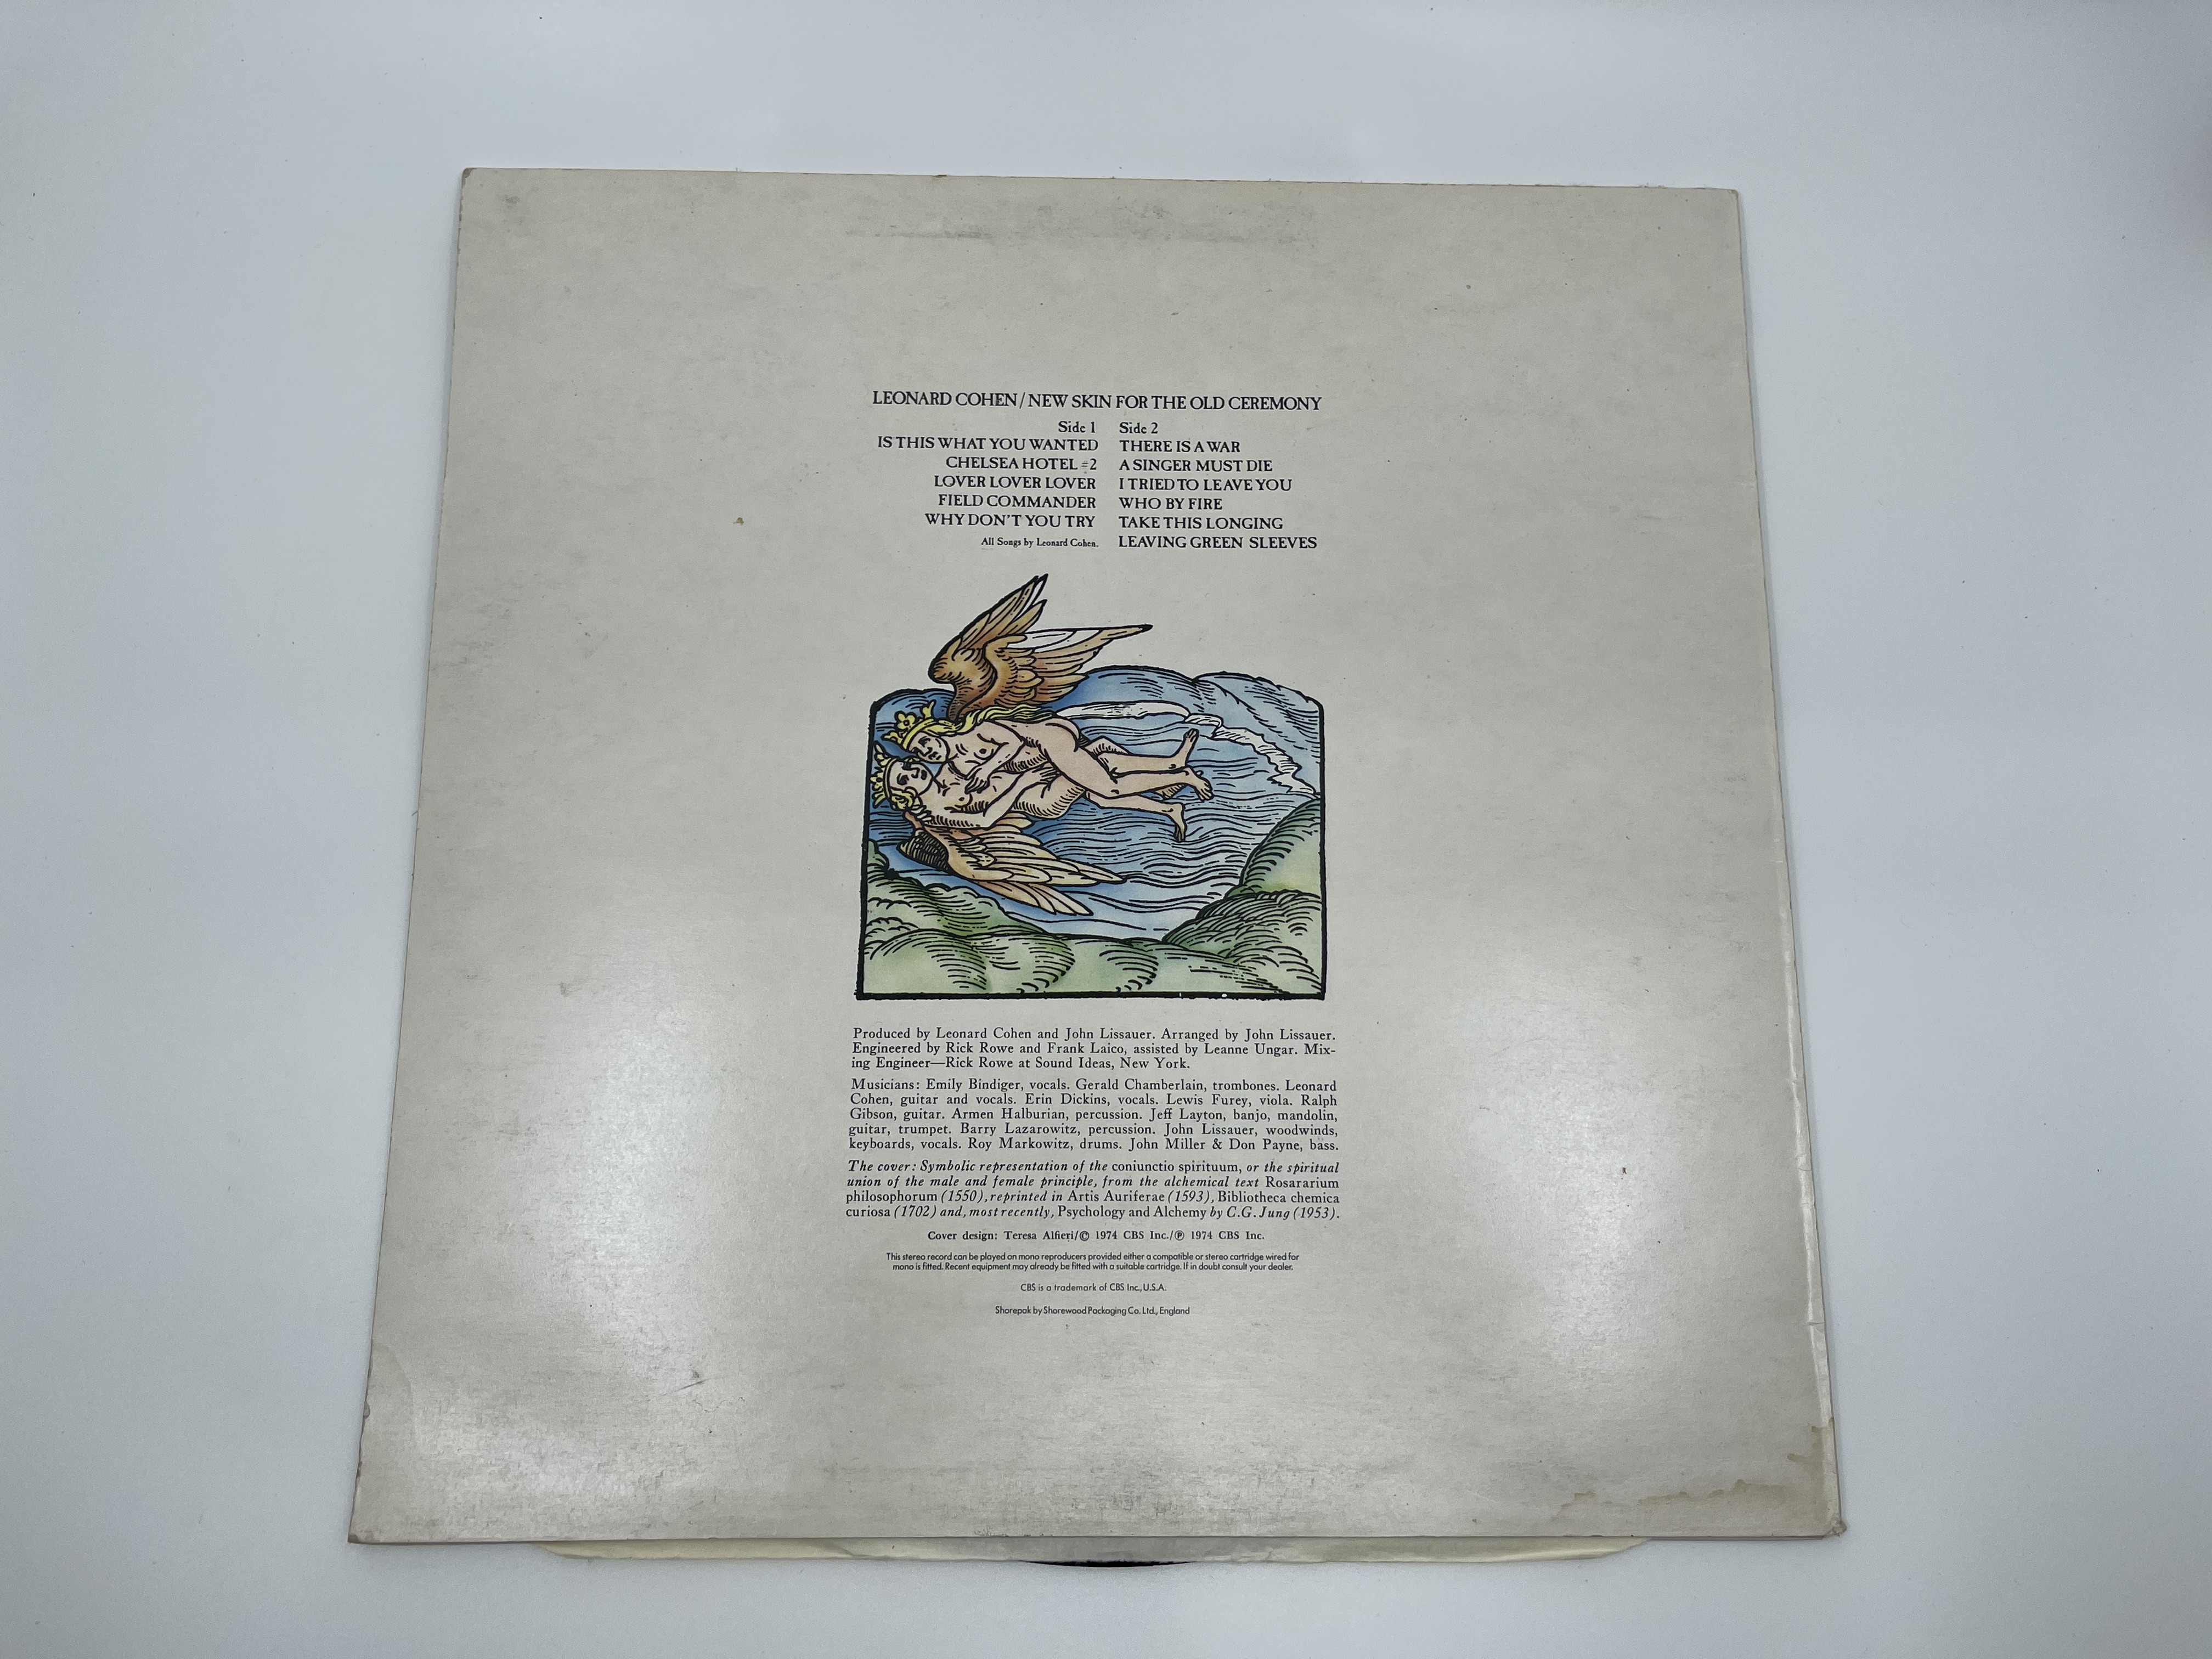 LEONARD COHEN/NEW SKIN FOR THE OLD CEREMONY
Side 1
IS THIS WHAT YOU WANTED
CHELSEA HOTEL #2
LOVER LOVER LOVER
FIELD COMMANDER
WHY DON'T YOU TRY
All Songs by Leonard Cohen.
Side 2
THERE IS A WAR
A SINGER MUST DIE
I TRIED TO LEAVE YOU
WHO BY FIRE
TAKE THIS LONGING
LEAVING GREEN SLEEVES
Produced by Leonard Cohen and John Lissauer. Arranged by John Lissauer.
Engineered by Rick Rowe and Frank Laico, assisted by Leanne Ungar. Mix-
ing Engineer—Rick Rowe at Sound Ideas, New York.
Musicians: Emily Bindiger, vocals. Gerald Chamberlain, trombones. Leonard
Cohen, guitar and vocals. Erin Dickins, vocals. Lewis Furey, viola. Ralph
Gibson, guitar. Armen Halburian, percussion. Jeff Layton, banjo, mandolin,
guitar, trumpet. Barry Lazarowitz, percussion. John Lissauer, woodwinds,
keyboards, vocals. Roy Markowitz, drums. John Miller & Don Payne, bass.
The cover: Symbolic representation of the coniunctio spirituum, or the spiritual
union of the male and female principle, from the alchemical text Rosararium
philosophorum (1550), reprinted in Artis Auriferae (1593), Bibliotheca chemica
curiosa (1702) and, most recently, Psychology and Alchemy by C.G. Jung (1953).
Cover design: Teresa Alfieri/© 1974 CBS Inc./℗ 1974 CBS Inc.
This stereo record can be played on mono reproducers provided either a compatible or stereo cartridge wired for
mono is fitted. Recent equipment may already be fitted with a suitable cartridge. If in doubt consult your dealer.
CBS is a trademark of CBS Inc., U.S.A.
Shorepak by Shorewood Packaging Co. Ltd., England